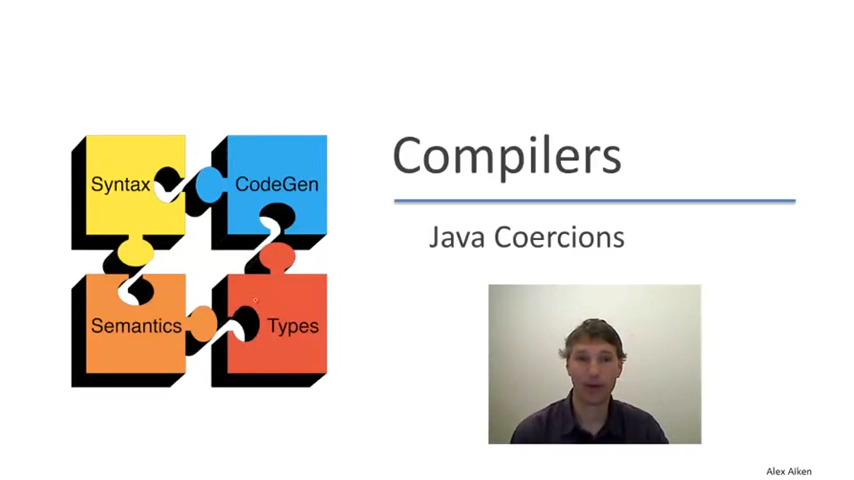 Compilers
Java Coercions
Syntax
CodeGen
Semantics
Types
Alex Aiken